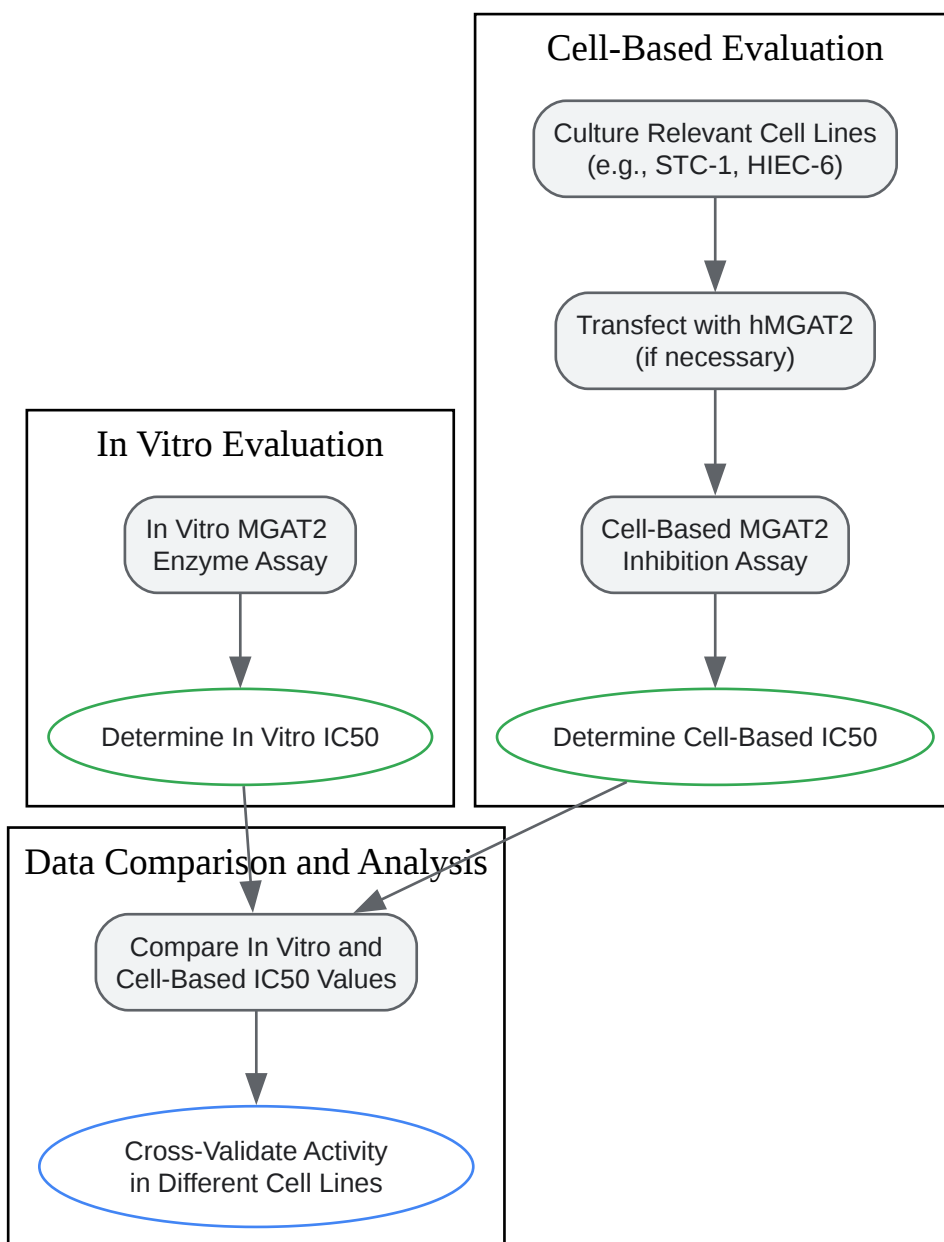 Cell-Based Evaluation
Culture Relevant Cell Lines
(e.g., STC-1, HIEC-6)
Transfect with hMGAT2
(if necessary)
Cell-Based MGAT2
Inhibition Assay
Determine Cell-Based IC50
In Vitro Evaluation
In Vitro MGAT2
Enzyme Assay
Determine In Vitro IC50
Data Comparison and Analysis
Compare In Vitro and
Cell-Based IC50 Values
Cross-Validate Activity
in Different Cell Lines